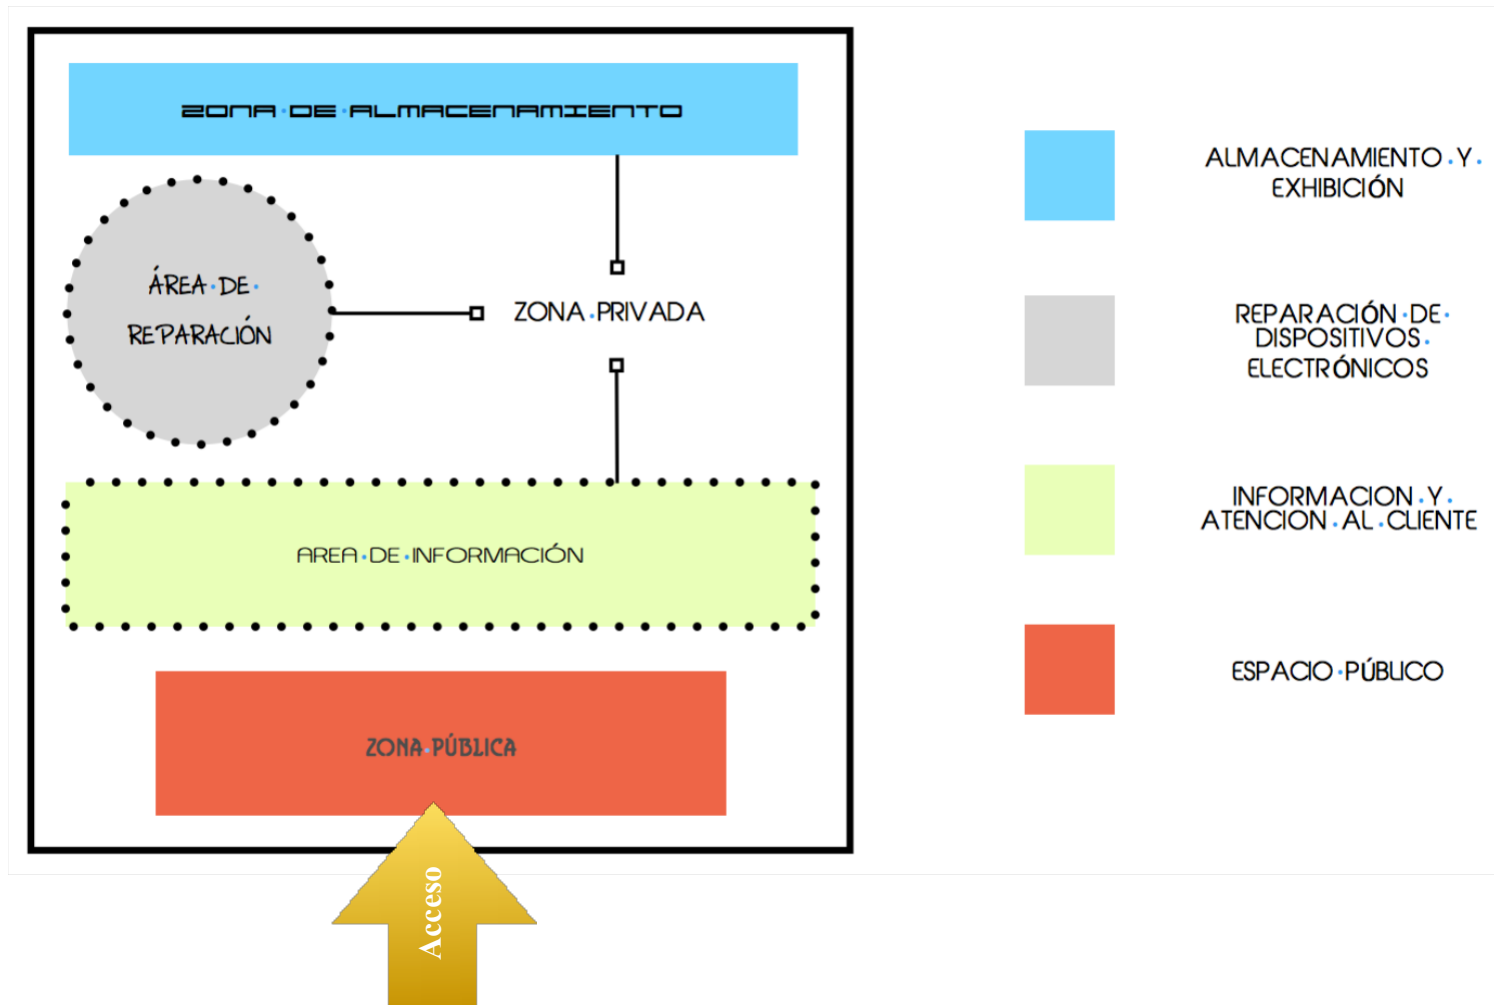 ZONA DE ALMACENAMIENTO
ÁREA DE
REPARACIÓN
ZONA PRIVADA
AREA DE INFORMACIÓN
ZONA PÚBLICA
Acceso
ALMACENAMIENTO Y
EXHIBICIÓN
REPARACIÓN DE
DISPOSITIVOS
ELECTRÓNICOS
INFORMACION Y
ATENCION AL CLIENTE
ESPACIO PÚBLICO